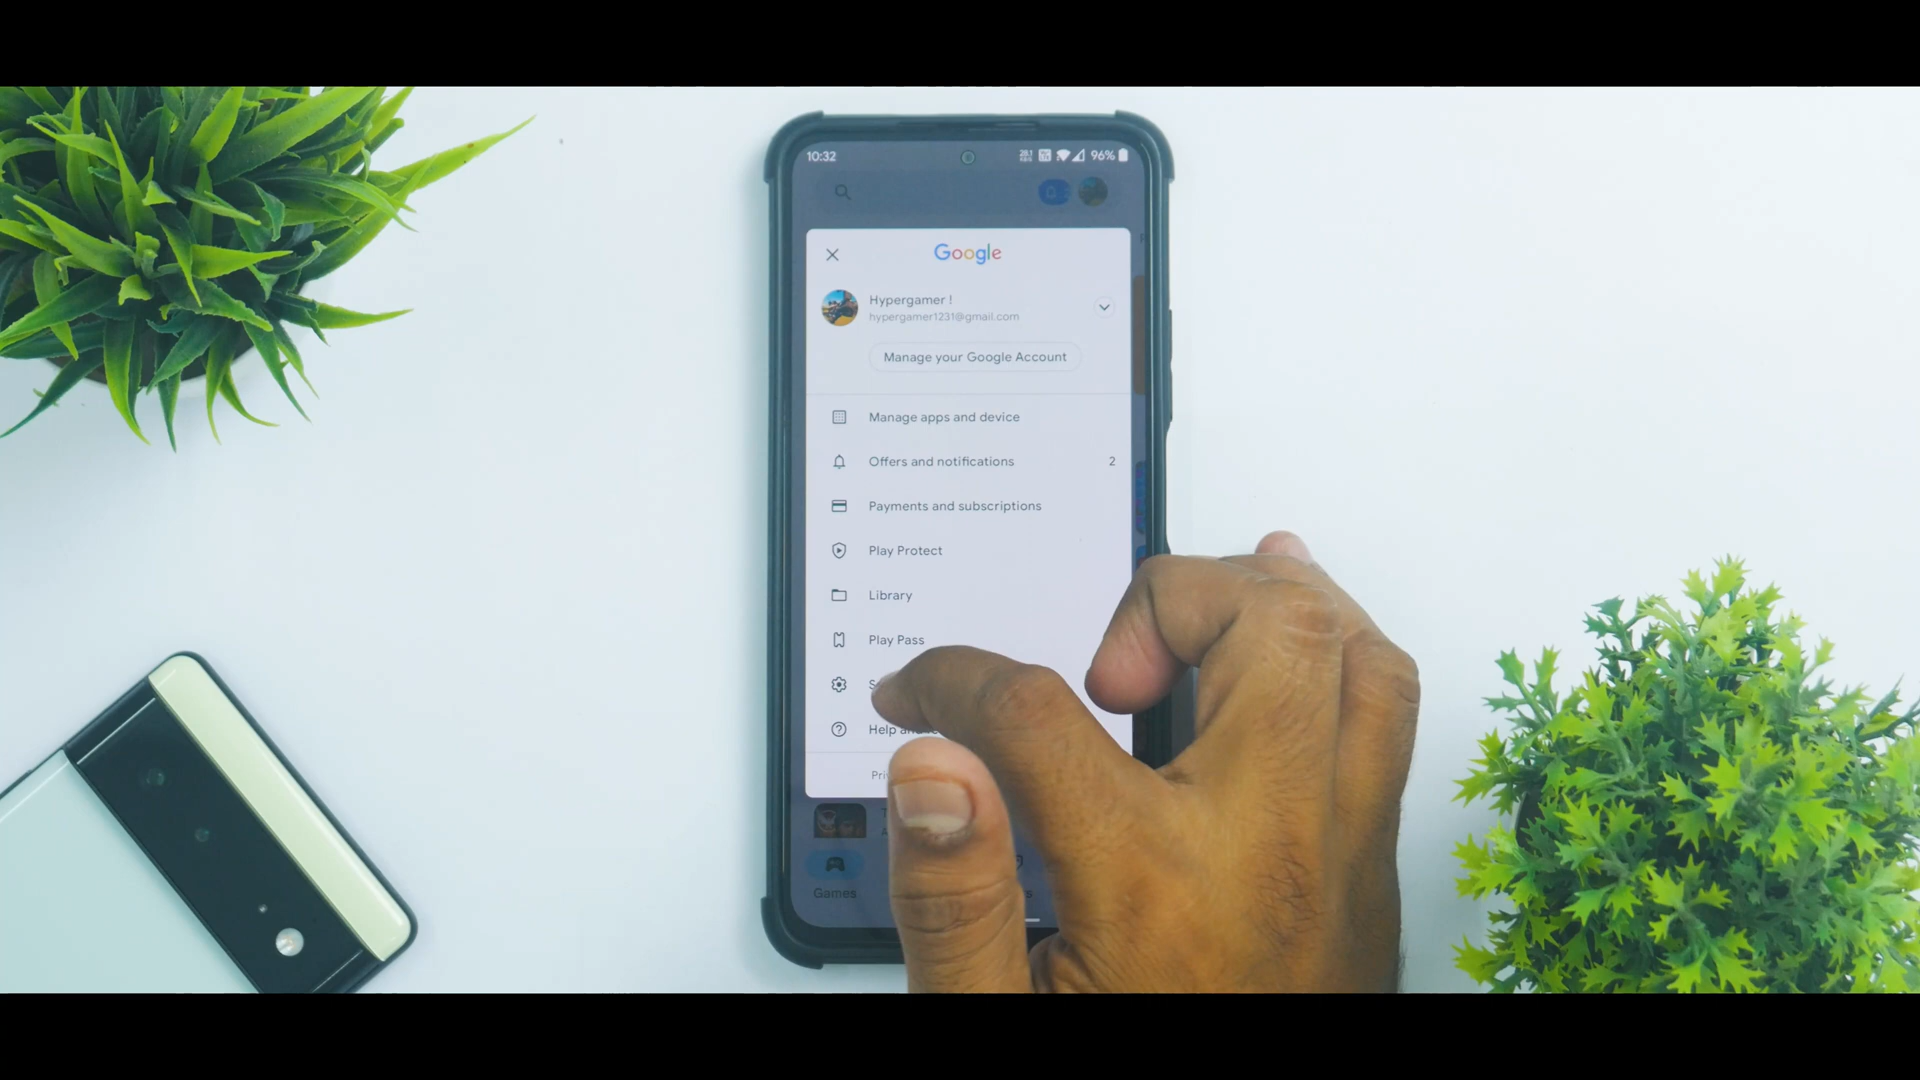 10:32
96%
Google
Hypergamer !
hypergamer1231@gmail.com
Manage your Google Account
Manage apps and device
Offers and notifications 2
Payments and subscriptions
Play Protect
Library
Play Pass
Help and
Games